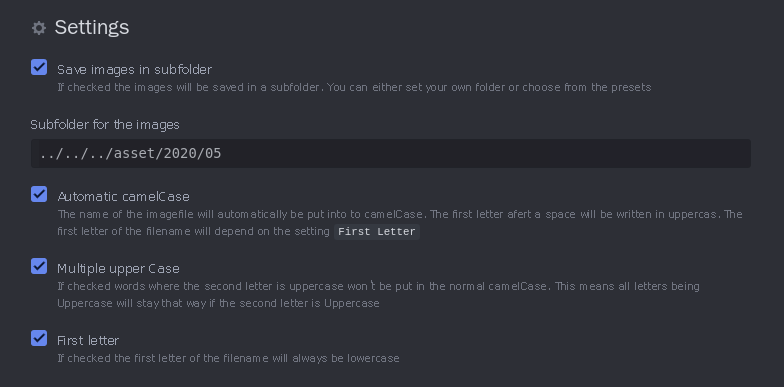 Settings
Save images in subfolder
If checked the images will be saved in a subfolder. You can either set your own folder or choose from the presets
Subfolder for the images
../../../asset/2020/05
Automatic camelCase
The name of the imagefile will automatically be put into to camelCase. The first letter afert a space will be written in uppercas. The
first letter of the filename will depend on the setting First Letter
Multiple upper Case
If checked words where the second letter is uppercase won't be put in the normal camelCase. This means all letters being
Uppercase will stay that way if the second letter is Uppercase
First letter
If checked the first letter of the filename will always be lowercase